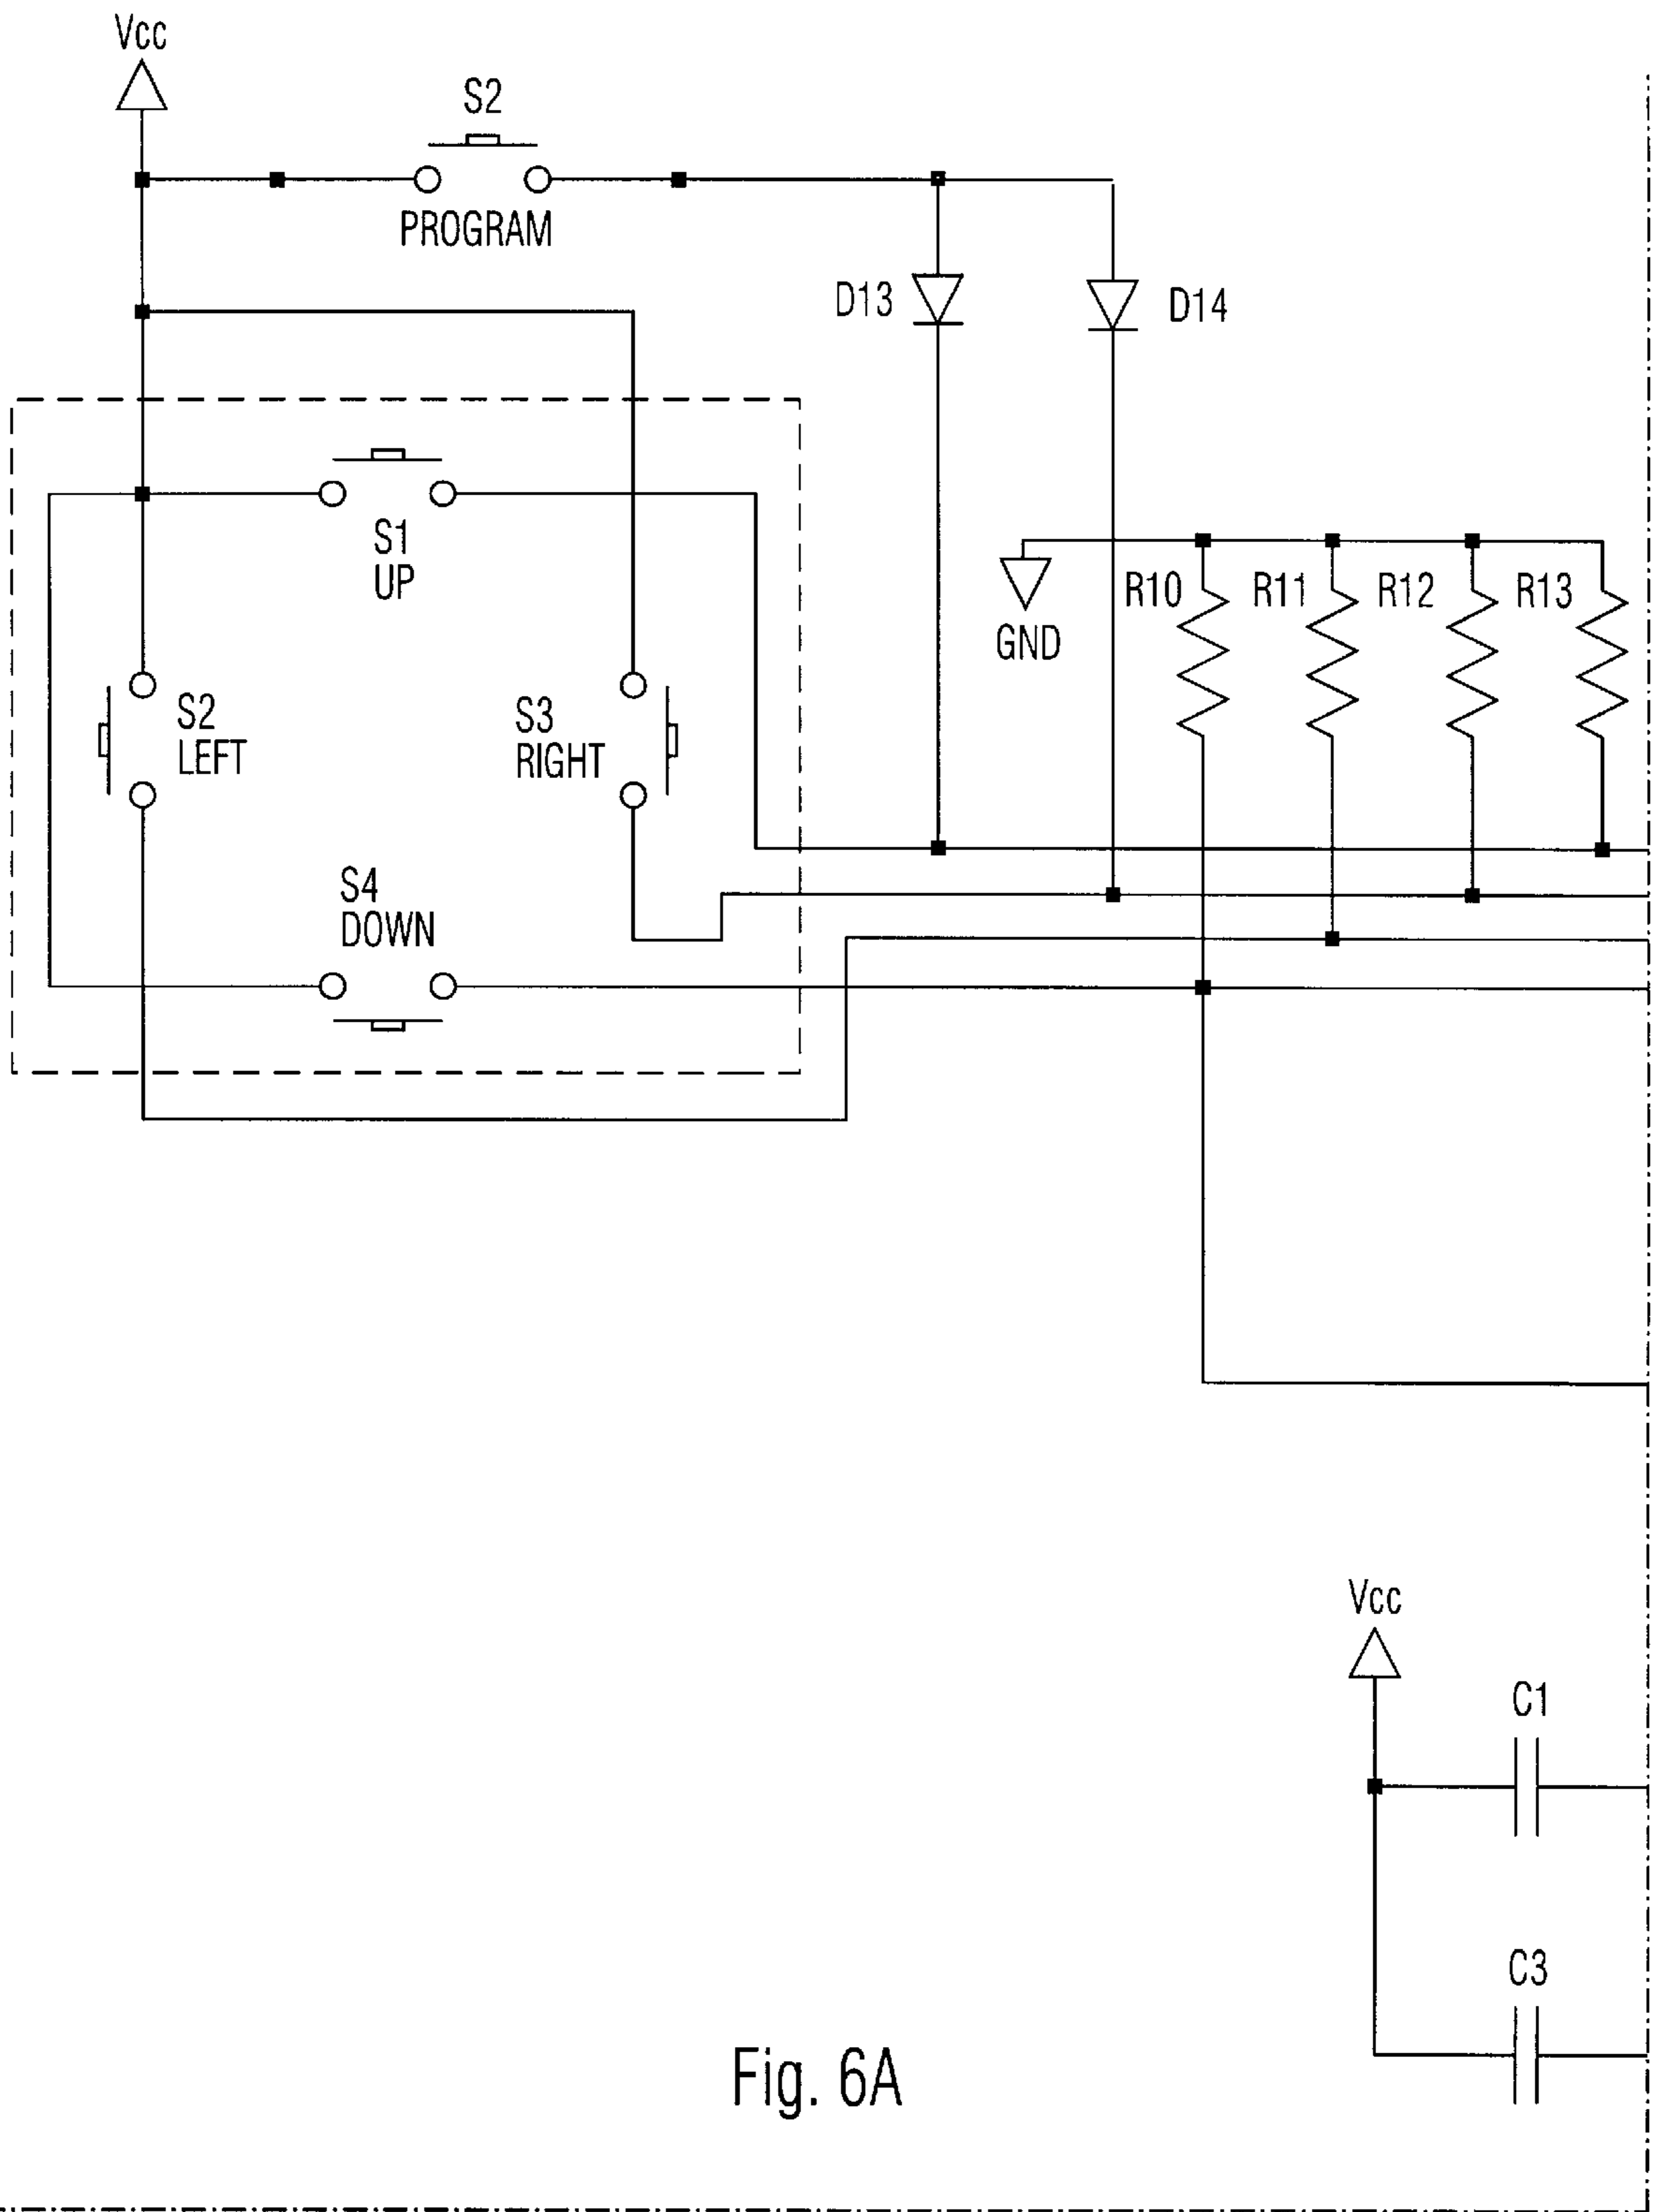 Vcc
S2
PROGRAM
D13
D14
S1
UP
R10
R11
R12
R13
GND
S2
LEFT
S3
RIGHT
S4
DOWN
Vcc
C1
C3
Fig. 6A